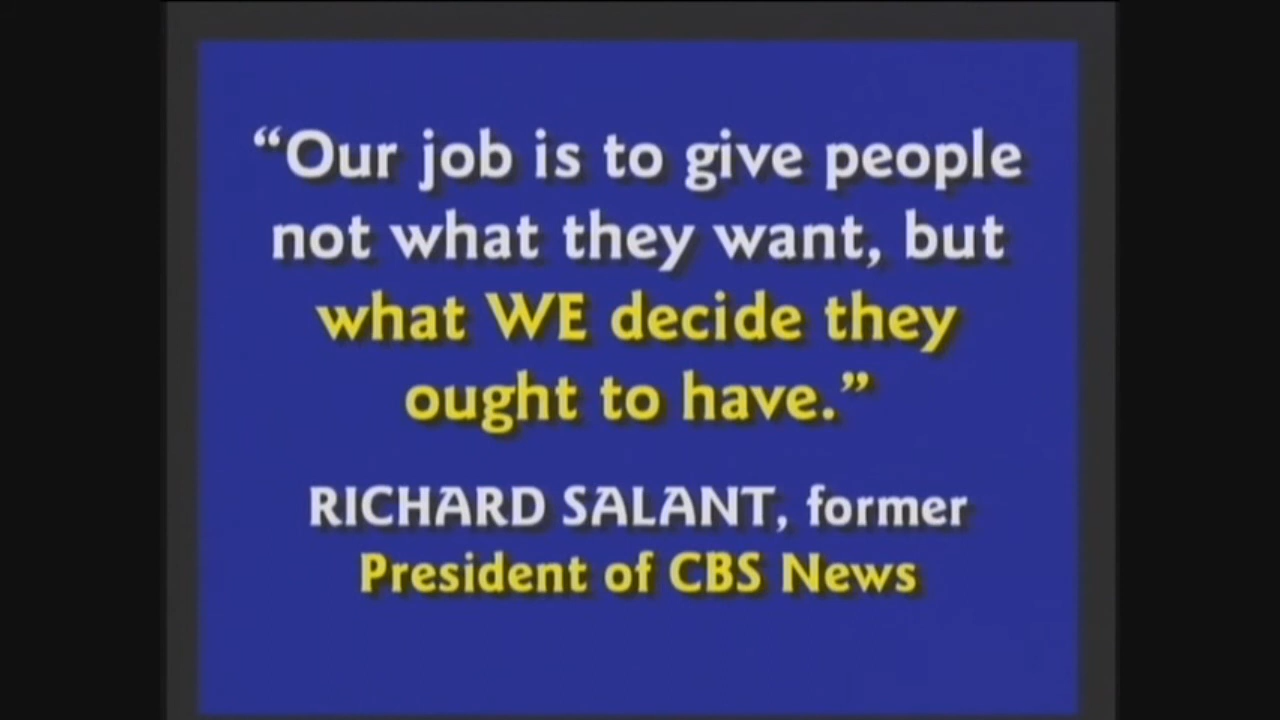 “Our job is to give people
not what they want, but
what WE decide they
ought to have.”
RICHARD SALANT, former
President of CBS News